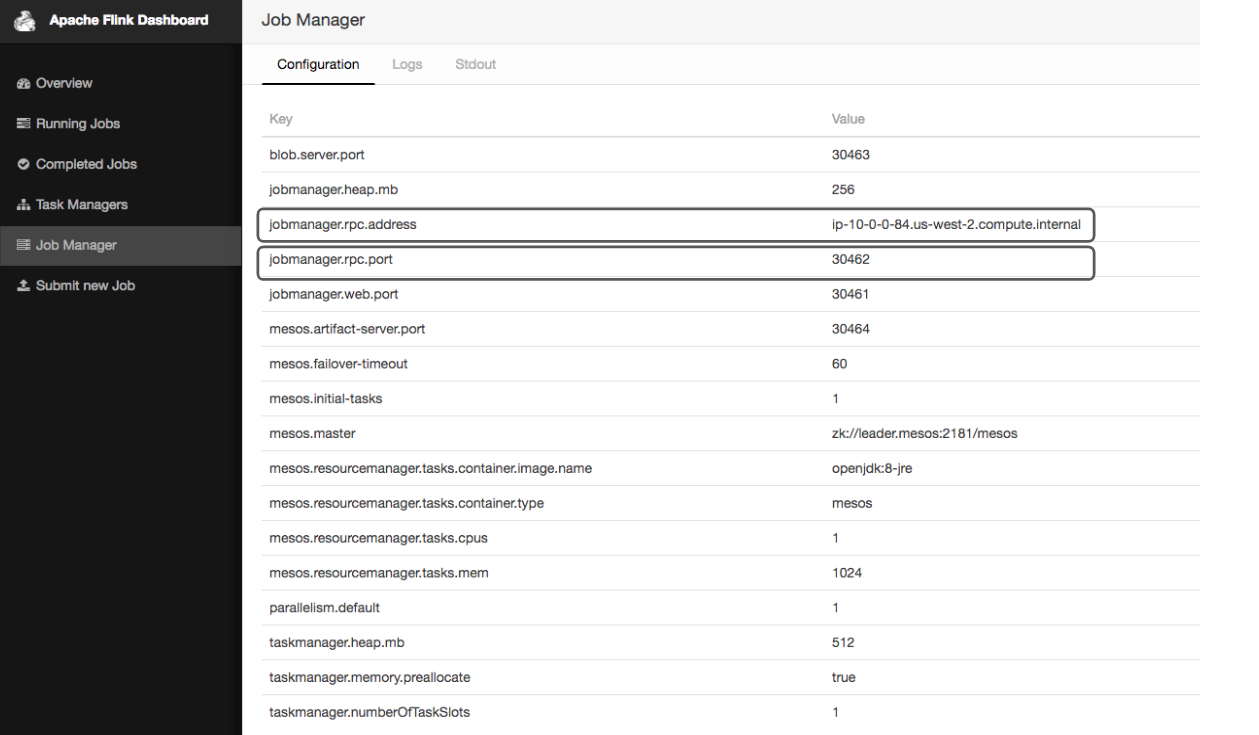 Apache Flink Dashboard
Overview
Running Jobs
Completed Jobs
Task Managers
Job Manager
Submit new Job
Job Manager
Configuration Logs Stdout
Key Value
blob.server.port 30463
jobmanager.heap.mb 256
jobmanager.rpc.address ip-10-0-0-84.us-west-2.compute.internal
jobmanager.rpc.port 30462
jobmanager.web.port 30461
mesos.artifact-server.port 30464
mesos.failover-timeout 60
mesos.initial-tasks 1
mesos.master zk://leader.mesos:2181/mesos
mesos.resourcemanager.tasks.container.image.name openjdk:8-jre
mesos.resourcemanager.tasks.container.type mesos
mesos.resourcemanager.tasks.cpus 1
mesos.resourcemanager.tasks.mem 1024
parallelism.default 1
taskmanager.heap.mb 512
taskmanager.memory.preallocate true
taskmanager.numberOfTaskSlots 1